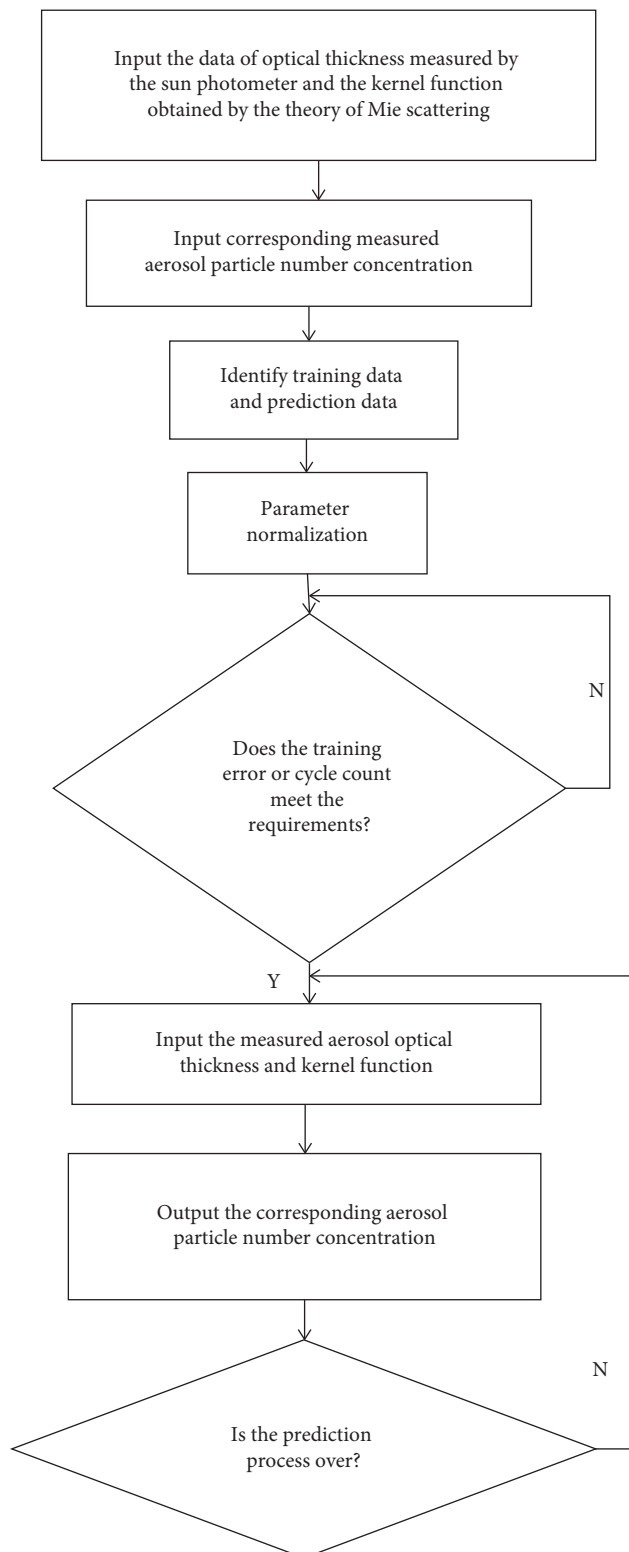 Input the data of optical thickness measured by
the sun photometer and the kernel function
obtained by the theory of Mie scattering
Input corresponding measured
aerosol particle number concentration
Identify training data
and prediction data
Parameter
normalization
N
Does the training
error or cycle count
meet the
requirements?
Y
Input the measured aerosol optical
thickness and kernel function
Output the corresponding aerosol
particle number concentration
N
Is the prediction
process over?